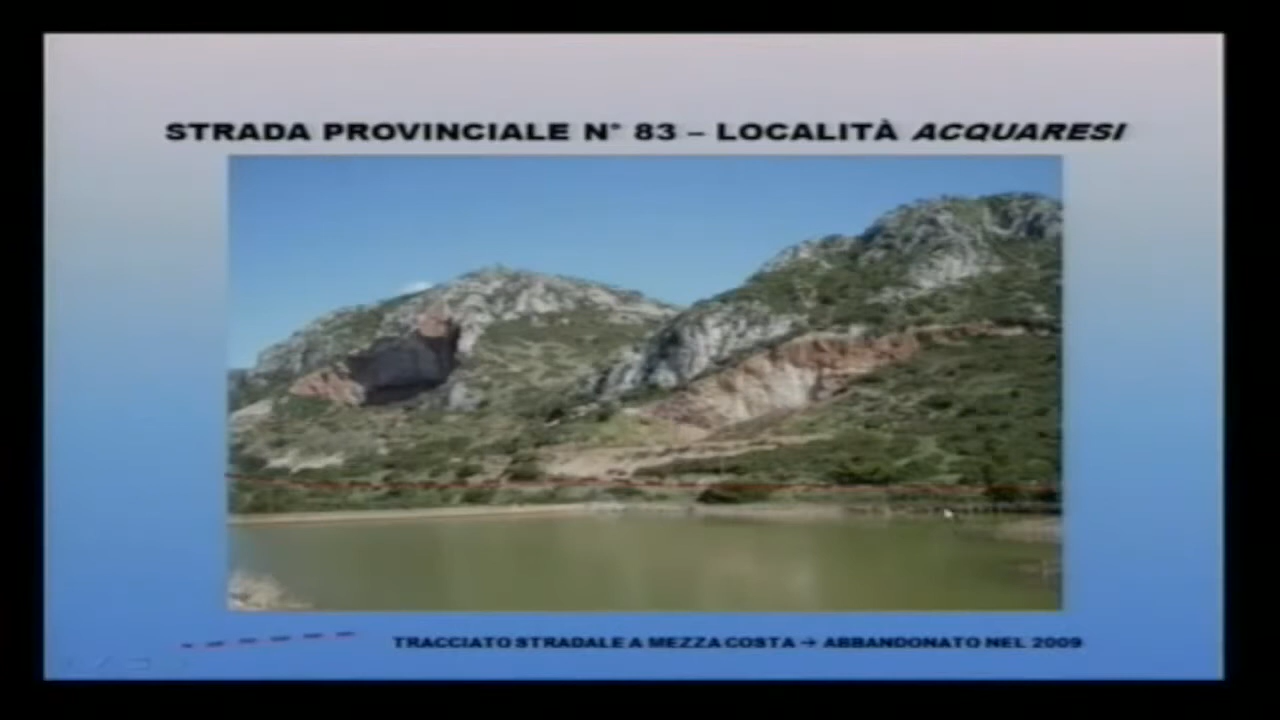 STRADA PROVINCIALE N° 83 – LOCALITÀ ACQUARESI
TRACCIATO STRADALE A MEZZA COSTA → ABBANDONATO NEL 2009